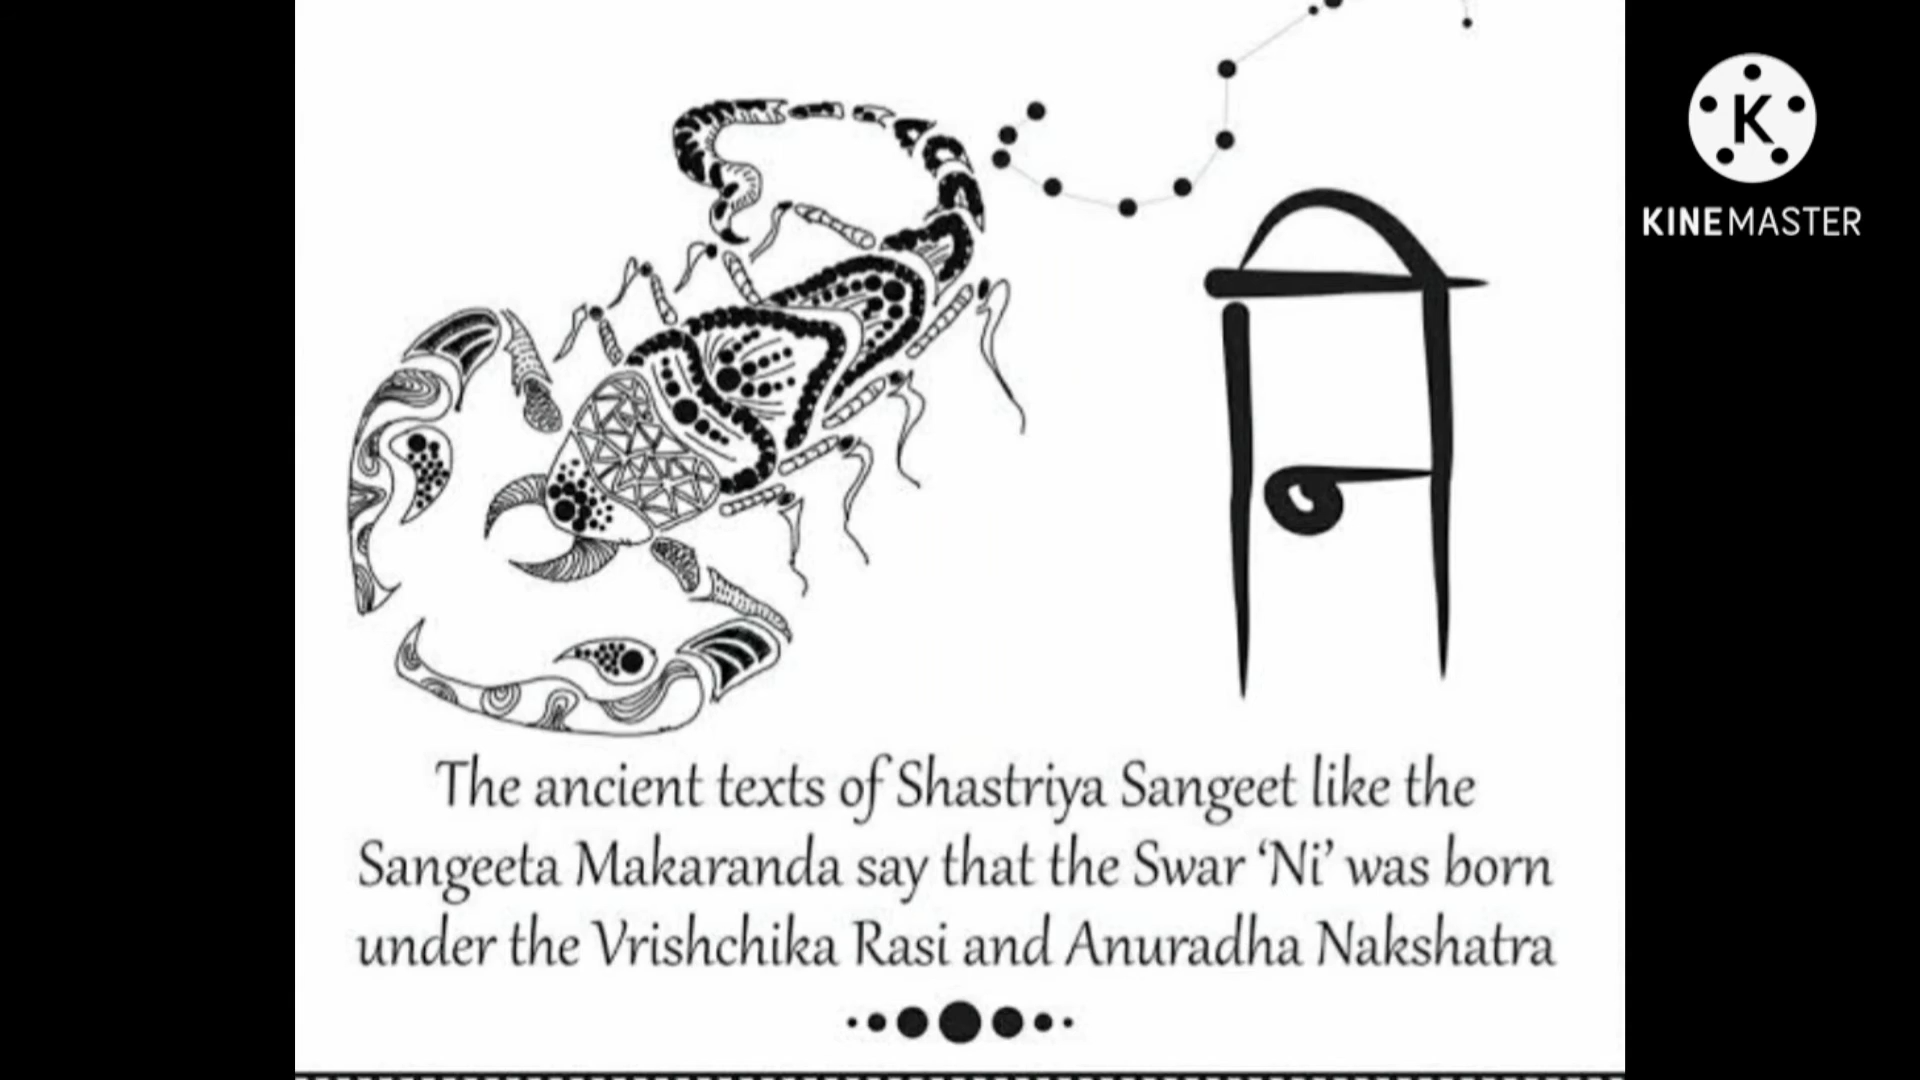 K
KINEMASTER
नि
The ancient texts of Shastriya Sangeet like the
Sangeeta Makaranda say that the Swar ‘Ni’ was born
under the Vrishchika Rasi and Anuradha Nakshatra